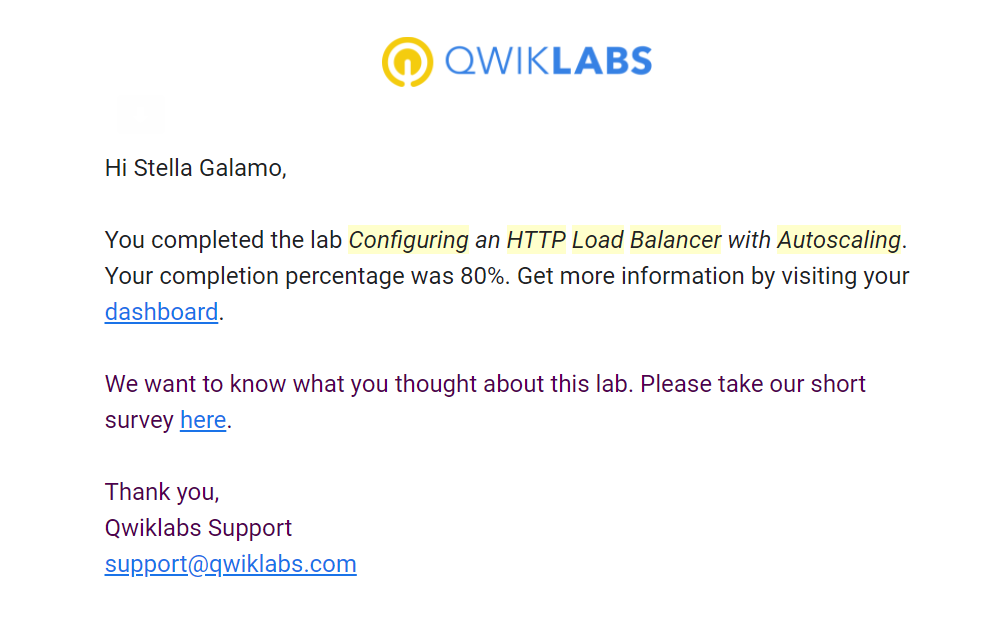 QWIKLABS
Hi Stella Galamo,
You completed the lab Configuring an HTTP Load Balancer with Autoscaling.
Your completion percentage was 80%. Get more information by visiting your
dashboard.
We want to know what you thought about this lab. Please take our short
survey here.
Thank you,
Qwiklabs Support
support@qwiklabs.com